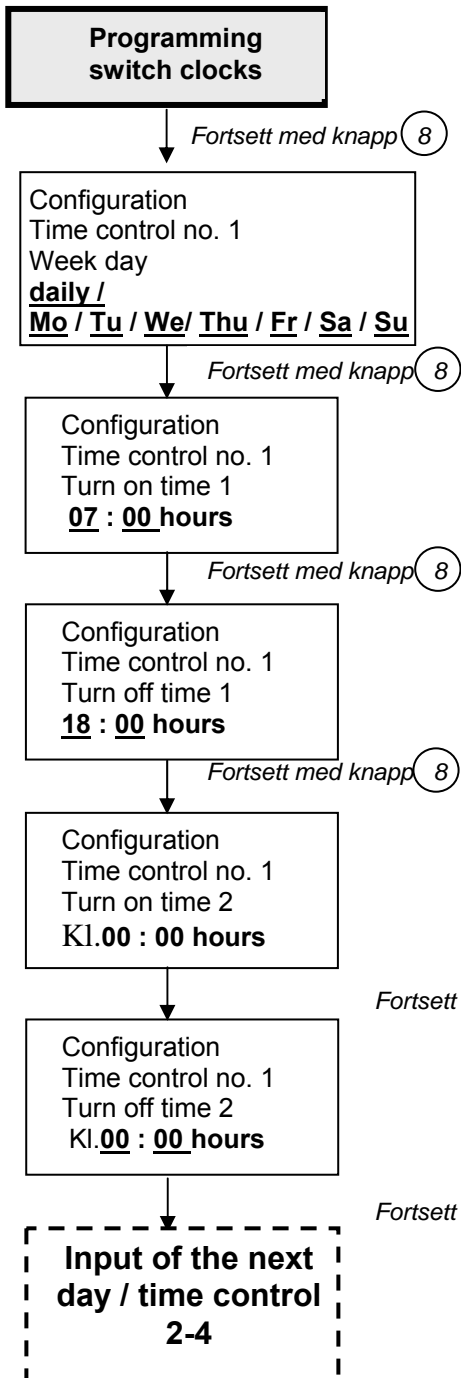 Programming
switch clocks
Fortsett med knapp 8
Configuration
Time control no. 1
Week day
daily /
Mo / Tu / We/ Thu / Fr / Sa / Su
Fortsett med knapp 8
Configuration
Time control no. 1
Turn on time 1
07 : 00 hours
Fortsett med knapp 8
Configuration
Time control no. 1
Turn off time 1
18 : 00 hours
Fortsett med knapp 8
Configuration
Time control no. 1
Turn on time 2
Kl.00 : 00 hours
Fortsett
Configuration
Time control no. 1
Turn off time 2
Kl.00 : 00 hours
Fortsett
Input of the next
day / time control
2-4